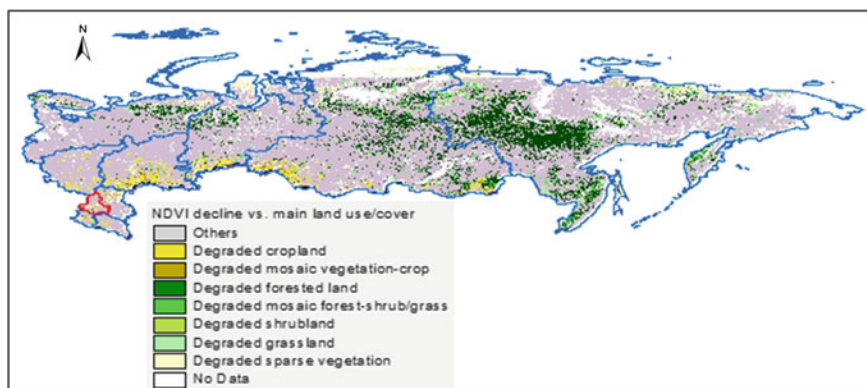 N
NDVI decline vs. main land use/cover
Others
Degraded cropland
Degraded mosaic vegetation-crop
Degraded forested land
Degraded mosaic forest-shrub/grass
Degraded shrubland
Degraded grassland
Degraded sparse vegetation
No Data